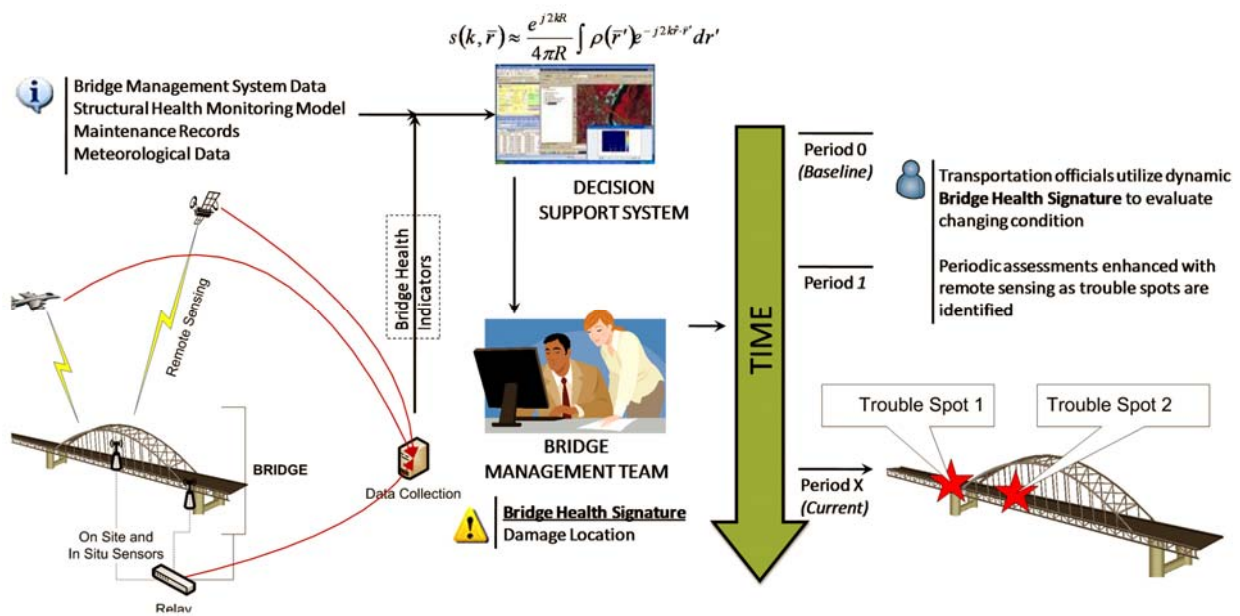 s(k, r̄) ≈ e^{j2kR} / 4πR ∫ ρ(r̄′)e^{-j2kr̂·r̄′} dr′
Bridge Management System Data
Structural Health Monitoring Model
Maintenance Records
Meteorological Data
DECISION
SUPPORT SYSTEM
Bridge Health
Indicators
Remote Sensing
BRIDGE
On Site and
In Situ Sensors
Relay
Data Collection
BRIDGE
MANAGEMENT TEAM
Bridge Health Signature
Damage Location
TIME
Period 0
(Baseline)
Period 1
Period X
(Current)
Transportation officials utilize dynamic
Bridge Health Signature to evaluate
changing condition
Periodic assessments enhanced with
remote sensing as trouble spots are
identified
Trouble Spot 1
Trouble Spot 2